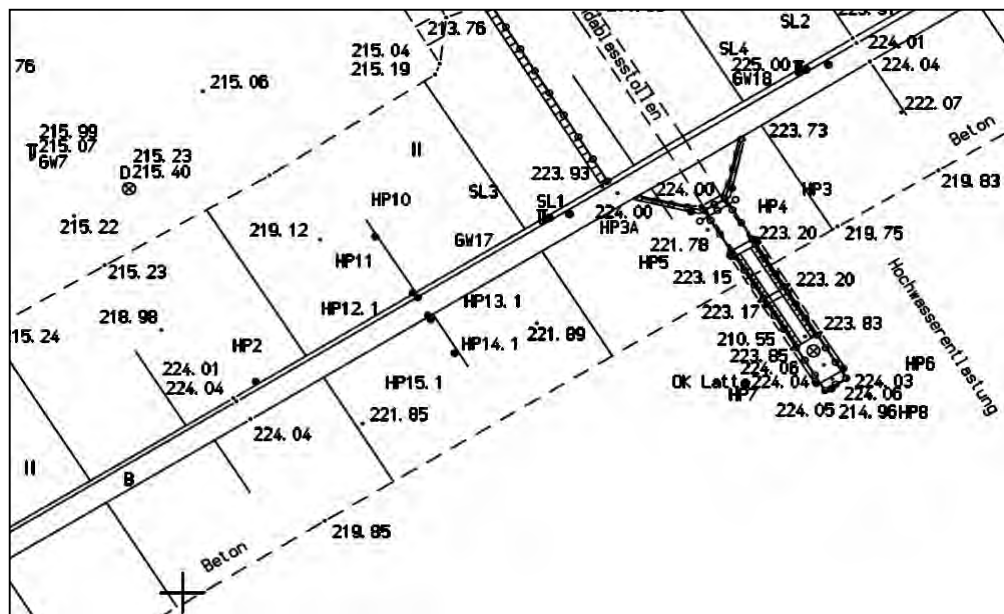 213.76
SL2
224.01
215.04
215.19
SL4
225.00
GW18
224.04
76
215.06
222.07
ndablassstollen
Beton
215.99
215.07
GW7
215.23
D
215.40
II
223.73
219.83
223.93
SL3
HP10
SL1
224.00
224.00
HP3A
HP3
HP4
215.22
219.12
GW17
221.78
HP5
223.20
219.75
215.23
HP11
223.15
223.20
Hochwasserentlastung
HP12.1
HP13.1
223.17
215.24
218.98
HP2
221.89
HP14.1
210.55
223.83
223.85
224.06
HP6
224.01
224.04
HP15.1
OK Latt
224.04
224.03
HP7
224.06
224.05
214.96
HP8
221.85
224.04
II
B
219.85
Beton